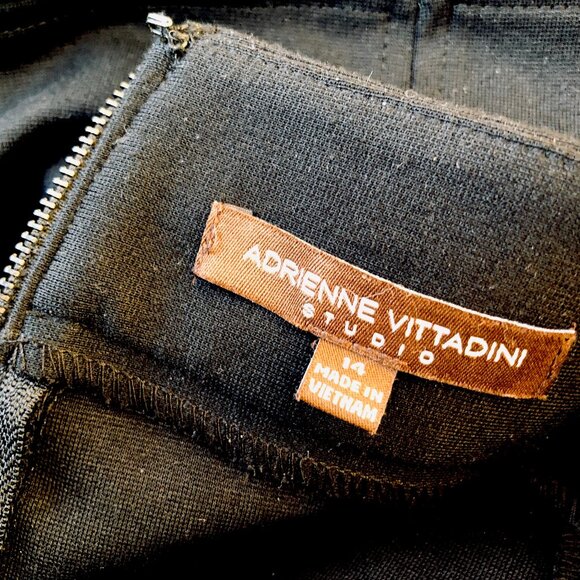 ADRIENNE VITTADINI
STUDIO
14
MADE IN
VIETNAM